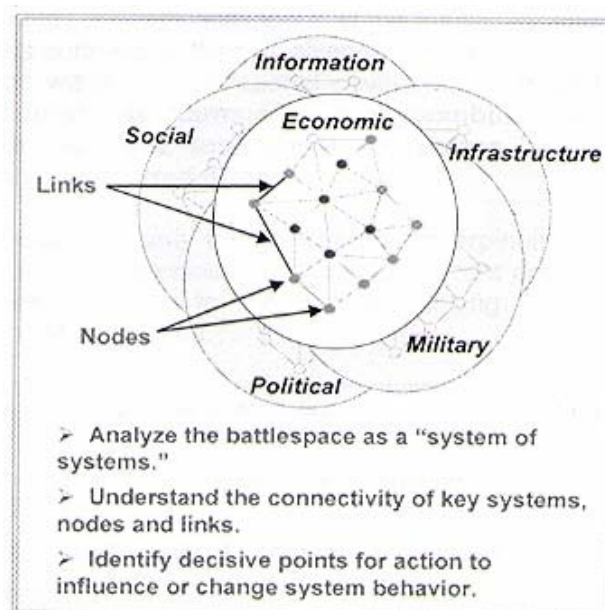 Information
Social
Economic
Infrastructure
Links
Nodes
Military
Political
➢ Analyze the battlespace as a “system of
systems.”
➢ Understand the connectivity of key systems,
nodes and links.
➢ Identify decisive points for action to
influence or change system behavior.